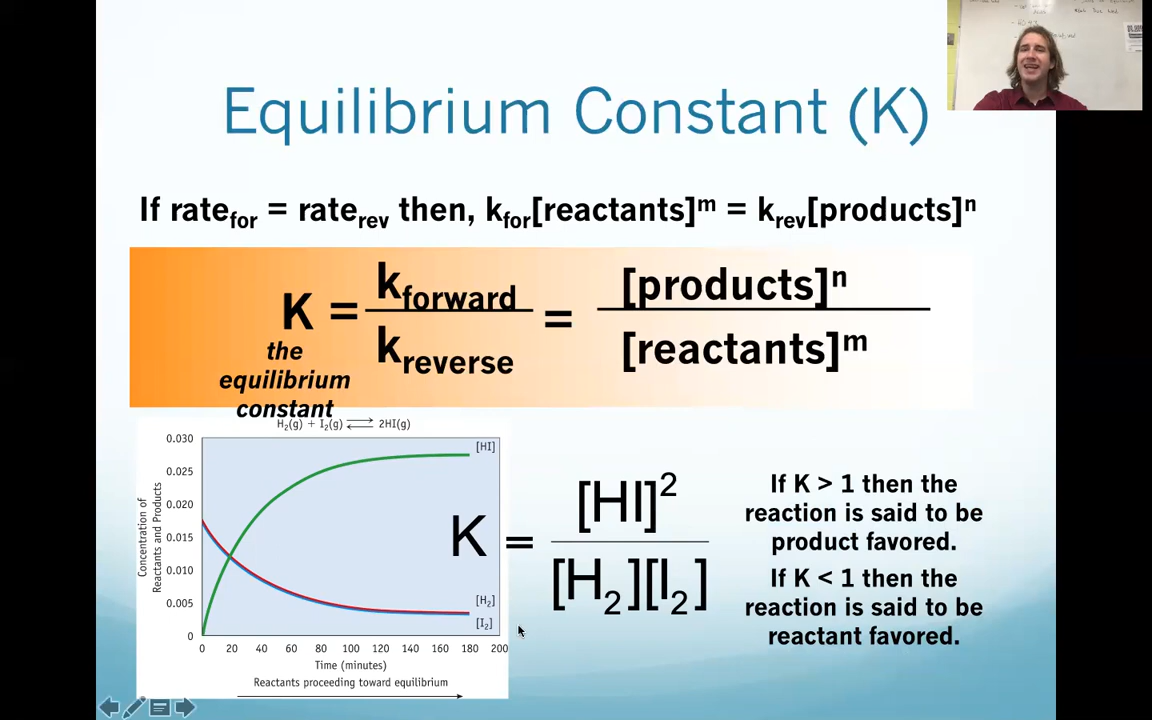 Equilibrium Constant (K)
If rate_for = rate_rev then, k_for[reactants]ᵐ = k_rev[products]ⁿ
K = k_forward / k_reverse = [products]ⁿ / [reactants]ᵐ
the
equilibrium
constant
H₂(g) + I₂(g) ⇌ 2HI(g)
Concentration of
Reactants and Products
0.030
0.025
0.020
0.015
0.010
0.005
0
[HI]
[H₂]
[I₂]
0 20 40 60 80 100 120 140 160 180 200
Time (minutes)
Reactants proceeding toward equilibrium
K = [HI]² / [H₂][I₂]
If K > 1 then the
reaction is said to be
product favored.
If K < 1 then the
reaction is said to be
reactant favored.